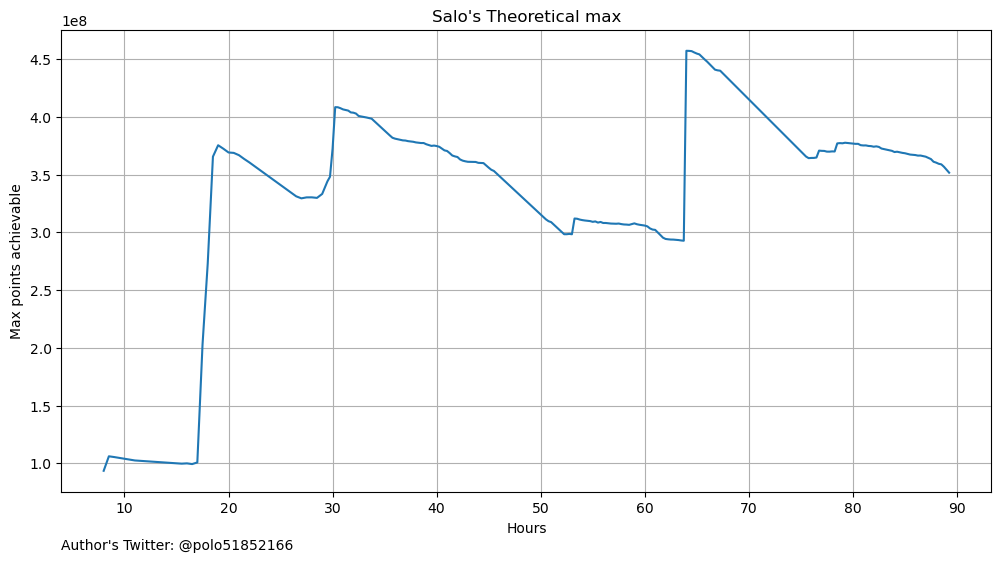 Salo's Theoretical max
1e8
4.5
4.0
3.5
3.0
2.5
2.0
1.5
1.0
Max points achievable
10 20 30 40 50 60 70 80 90
Hours
Author's Twitter: @polo51852166